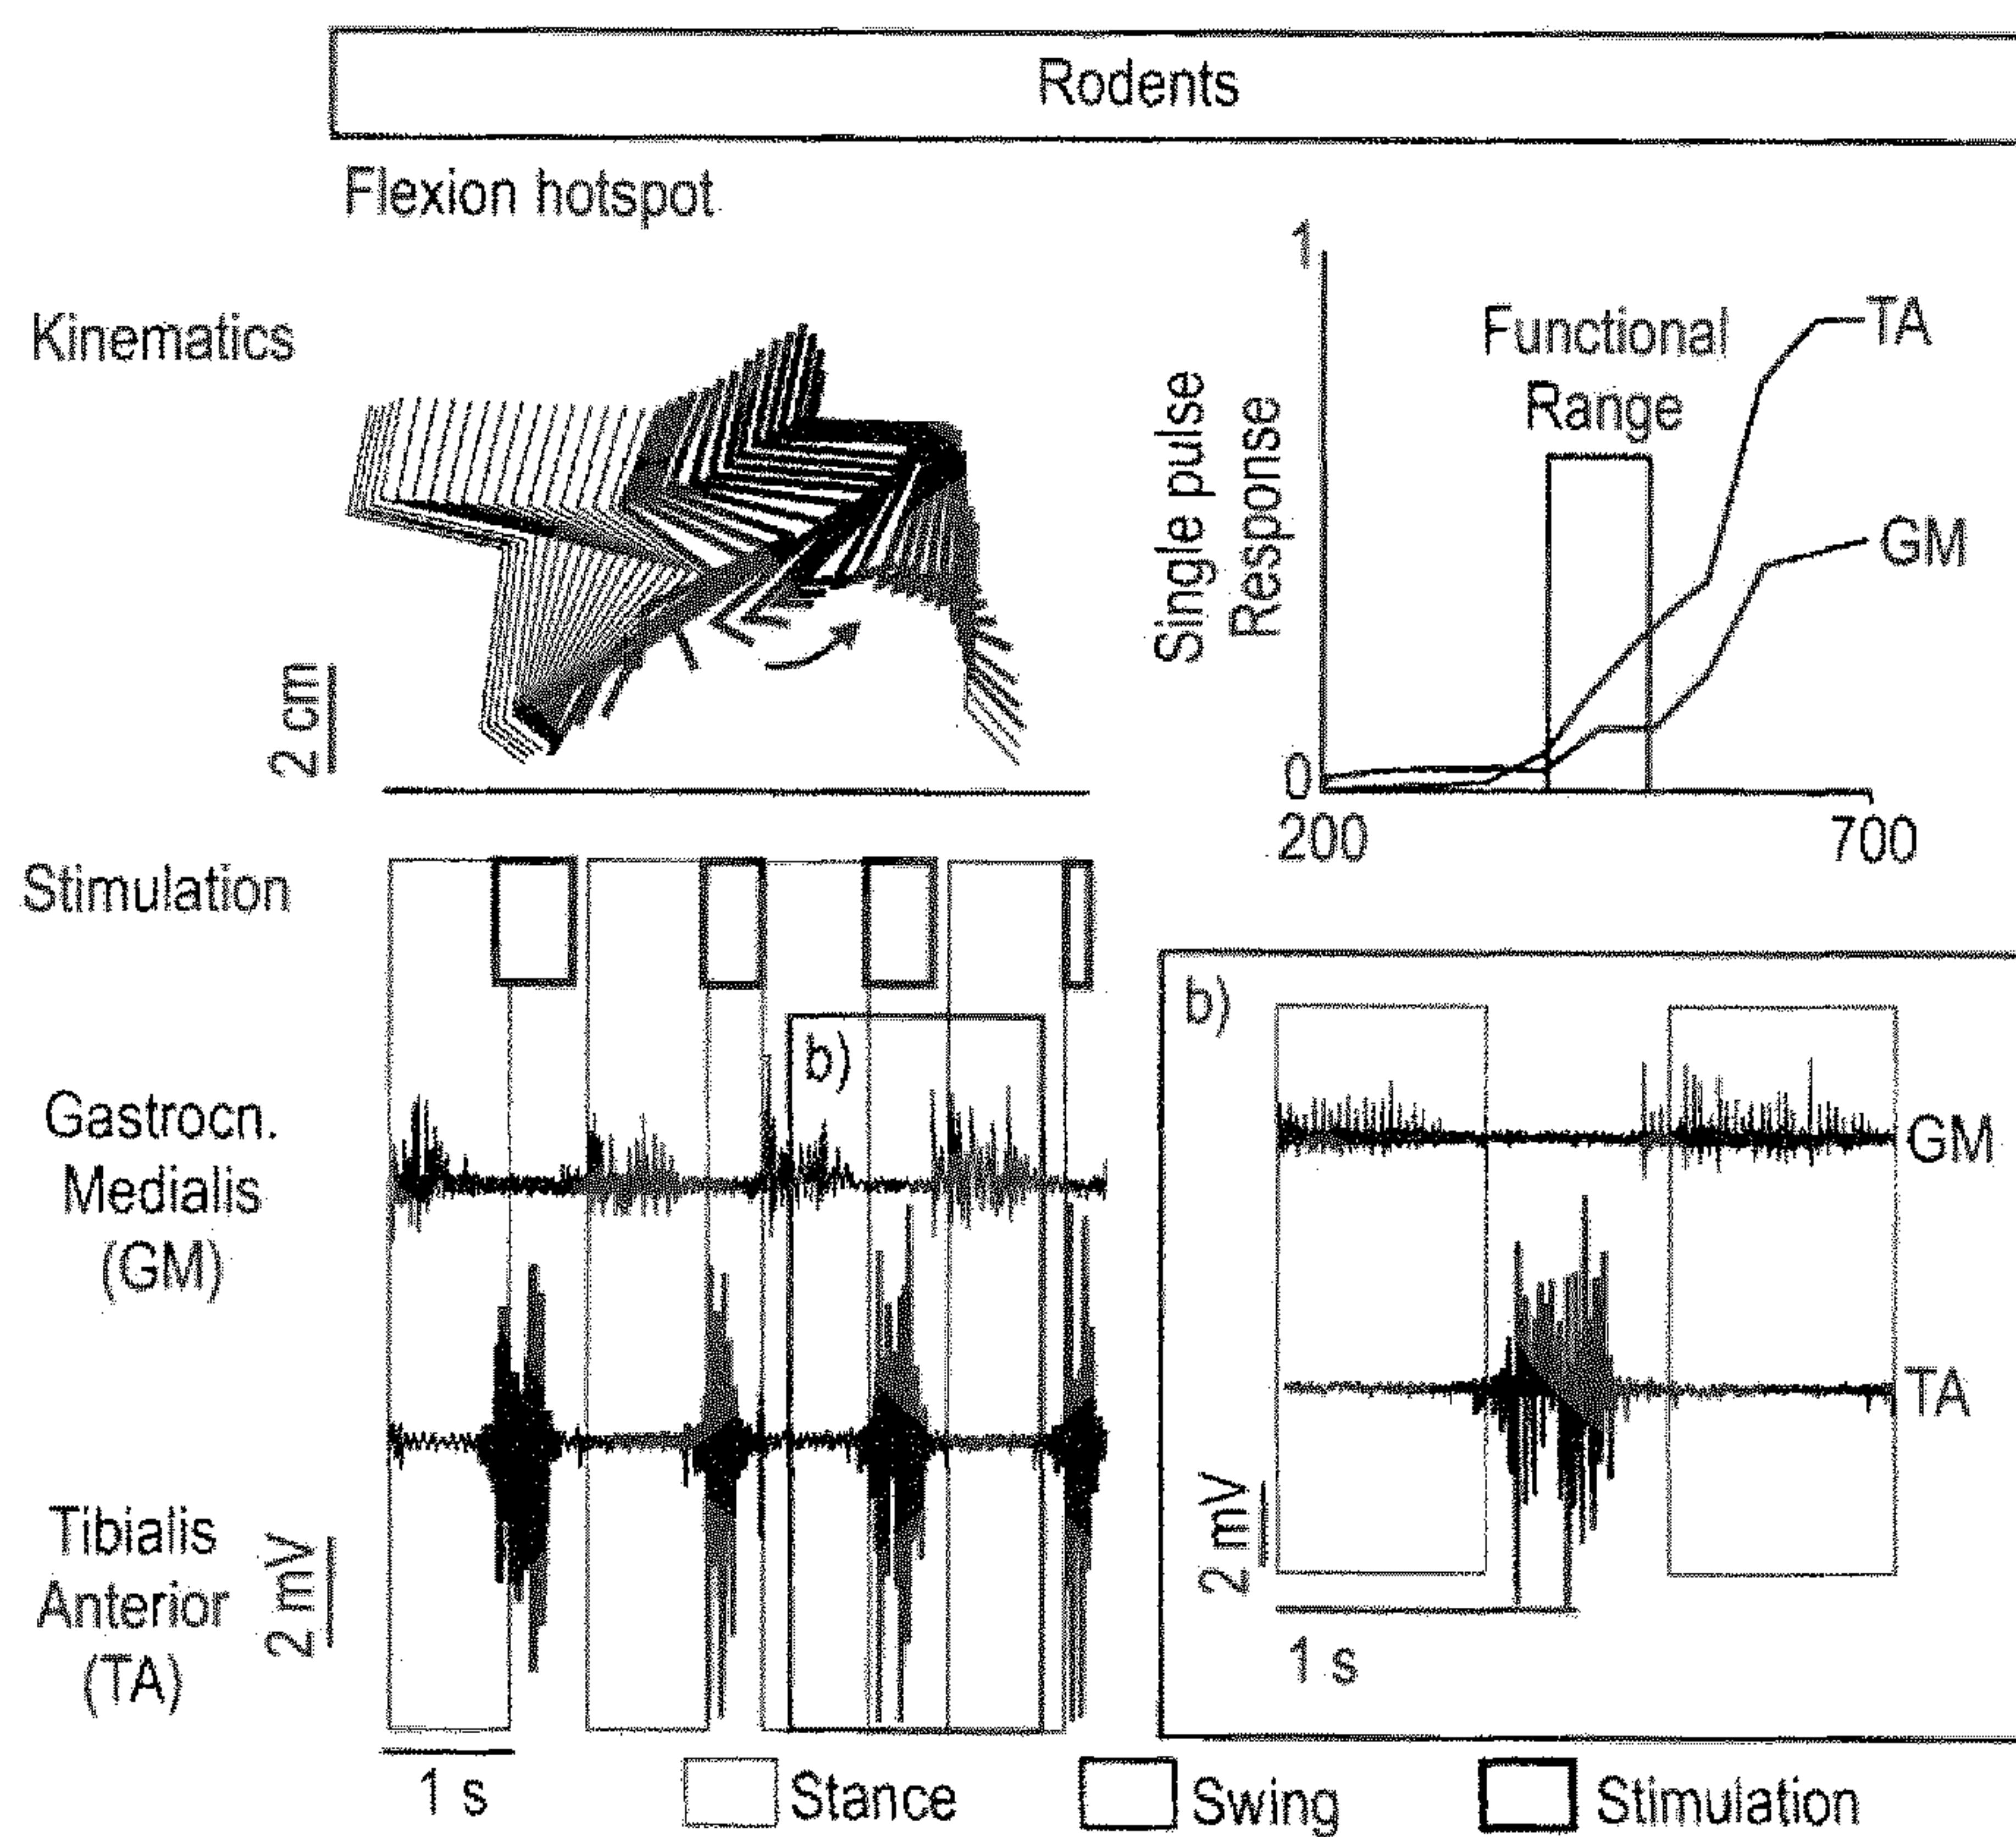 Rodents
Flexion hotspot
Kinematics
2 cm
1
Functional
Range
TA
GM
Single pulse
Response
0
200
700
Stimulation
b)
Gastrocn.
Medialis
(GM)
Tibialis
Anterior
(TA)
2 mV
1 s
b)
GM
TA
2 mV
1 s
Stance
Swing
Stimulation